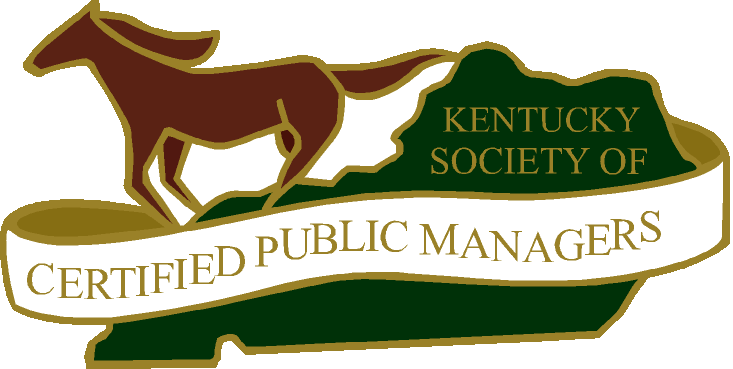 KENTUCKY
SOCIETY OF
CERTIFIED PUBLIC MANAGERS